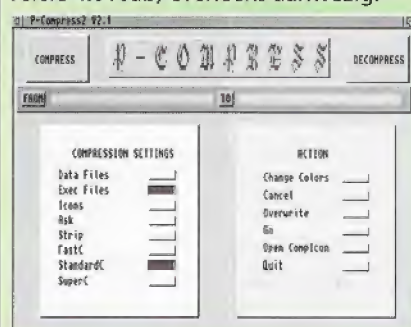 P-Compress2 V2.1
COMPRESS
P-COMPRESS
DECOMPRESS
FROM
TO
COMPRESSION SETTINGS
Data Files
Exec Files
Icons
Ask
Strip
FastC
StandardC
SuperC
ACTION
Change Colors
Cancel
Overwrite
Go
Open CompIcon
Quit